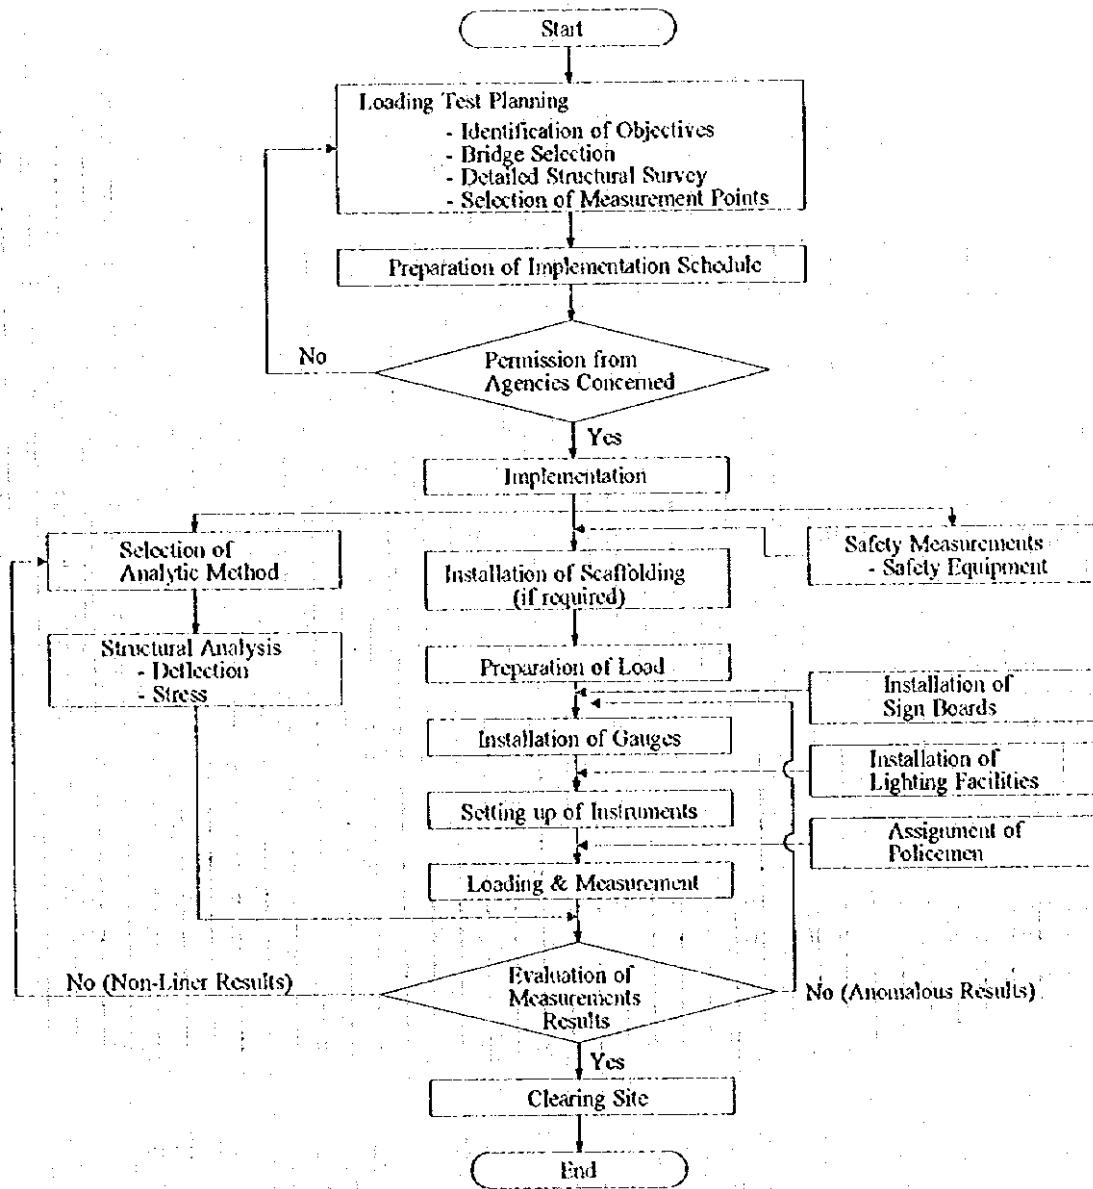 Start
Loading Test Planning
- Identification of Objectives
- Bridge Selection
- Detailed Structural Survey
- Selection of Measurement Points
Preparation of Implementation Schedule
No
Permission from
Agencies Concerned
Yes
Implementation
Selection of
Analytic Method
Installation of Scaffolding
(if required)
Safety Measurements
- Safety Equipment
Structural Analysis
- Deflection
- Stress
Preparation of Load
Installation of
Sign Boards
Installation of Gauges
Installation of
Lighting Facilities
Setting up of Instruments
Assignment of
Policemen
Loading & Measurement
No (Non-Liner Results)
Evaluation of
Measurements
Results
No (Anomalous Results)
Yes
Clearing Site
End